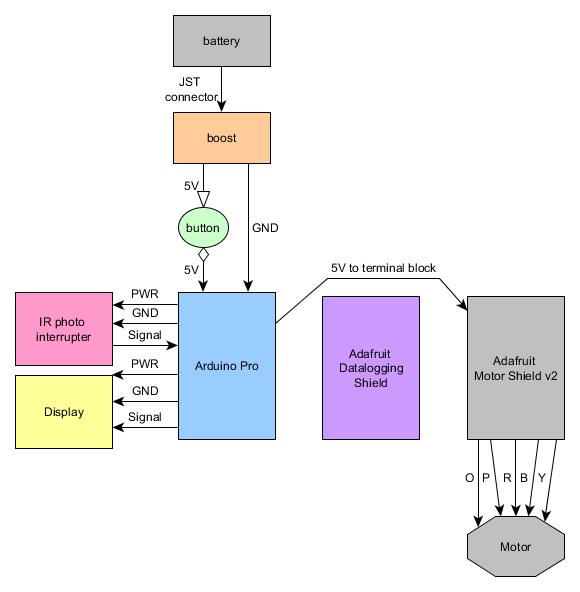 battery
JST
connector
boost
5V
button
GND
5V
5V to terminal block
PWR
GND
Signal
IR photo
interrupter
Arduino Pro
Adafruit
Datalogging
Shield
Adafruit
Motor Shield v2
PWR
GND
Signal
Display
O P R B Y
Motor